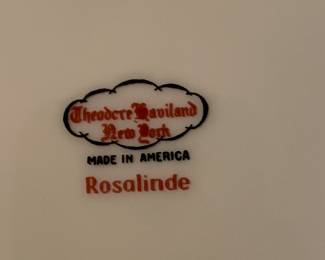 Theodore Haviland
New York
MADE IN AMERICA
Rosalinde